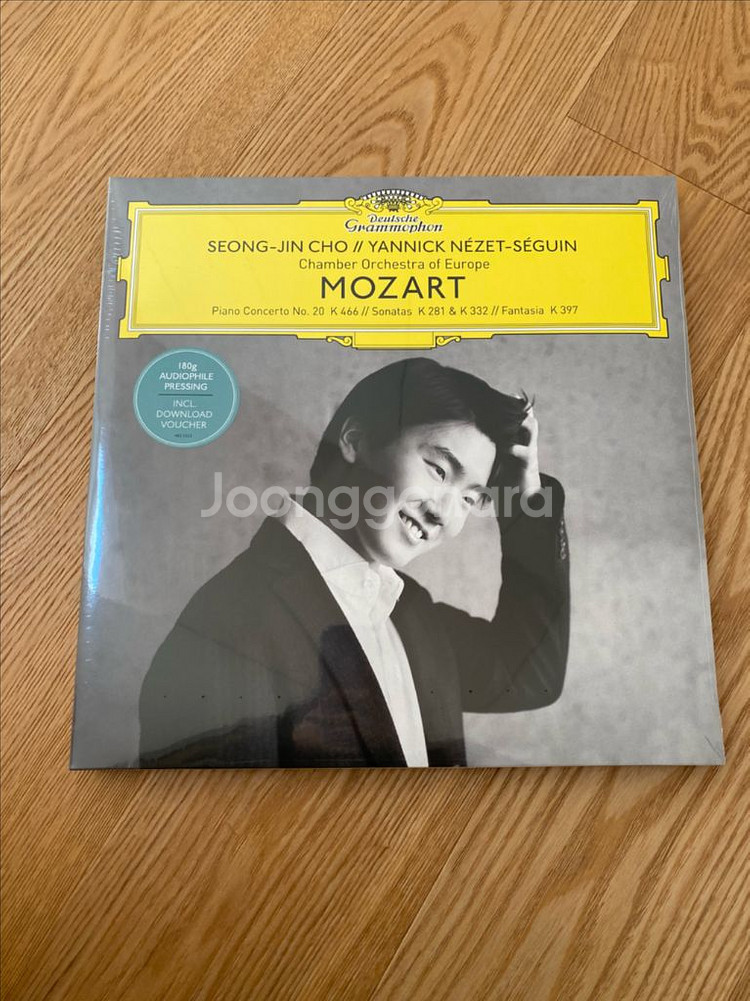 Deutsche
Grammophon
SEONG-JIN CHO // YANNICK NÉZET-SÉGUIN
Chamber Orchestra of Europe
MOZART
Piano Concerto No. 20 K 466 // Sonatas K 281 & K 332 // Fantasia K 397
180g
AUDIOPHILE
PRESSING
INCL.
DOWNLOAD
VOUCHER
Joonggonara